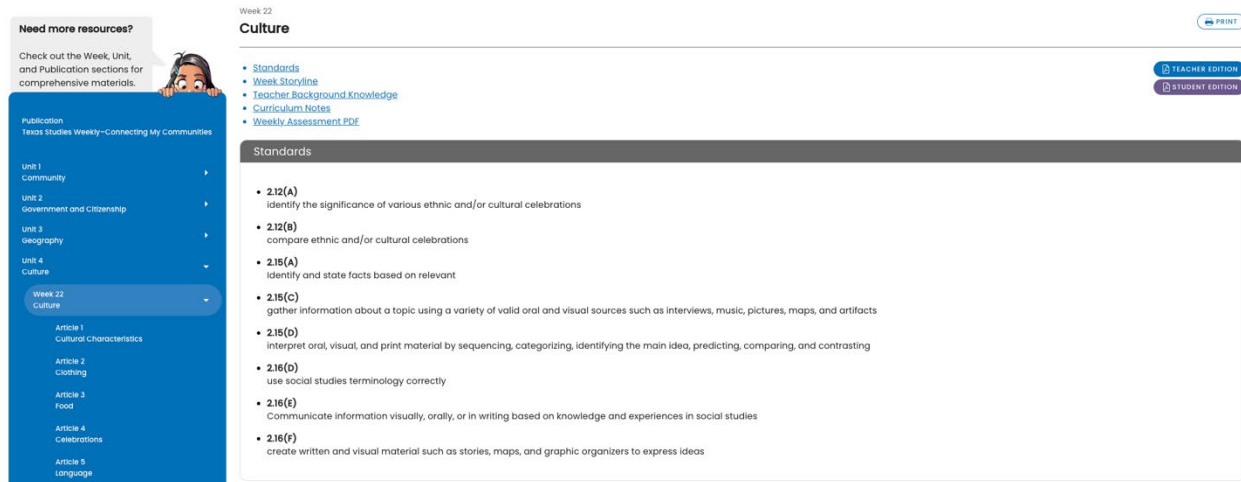 Need more resources?
Check out the Week, Unit,
and Publication sections for
comprehensive materials.
Publication
Texas Studies Weekly–Connecting My Communities
Unit 1
Community
Unit 2
Government and Citizenship
Unit 3
Geography
Unit 4
Culture
Week 22
Culture
Article 1
Cultural Characteristics
Article 2
Clothing
Article 3
Food
Article 4
Celebrations
Article 5
Language
Week 22
Culture
PRINT
• Standards
• Week Storyline
• Teacher Background Knowledge
• Curriculum Notes
• Weekly Assessment PDF
TEACHER EDITION
STUDENT EDITION
Standards
• 2.12(A)
identify the significance of various ethnic and/or cultural celebrations
• 2.12(B)
compare ethnic and/or cultural celebrations
• 2.15(A)
Identify and state facts based on relevant
• 2.15(C)
gather information about a topic using a variety of valid oral and visual sources such as interviews, music, pictures, maps, and artifacts
• 2.15(D)
interpret oral, visual, and print material by sequencing, categorizing, identifying the main idea, predicting, comparing, and contrasting
• 2.16(D)
use social studies terminology correctly
• 2.16(E)
Communicate information visually, orally, or in writing based on knowledge and experiences in social studies
• 2.16(F)
create written and visual material such as stories, maps, and graphic organizers to express ideas